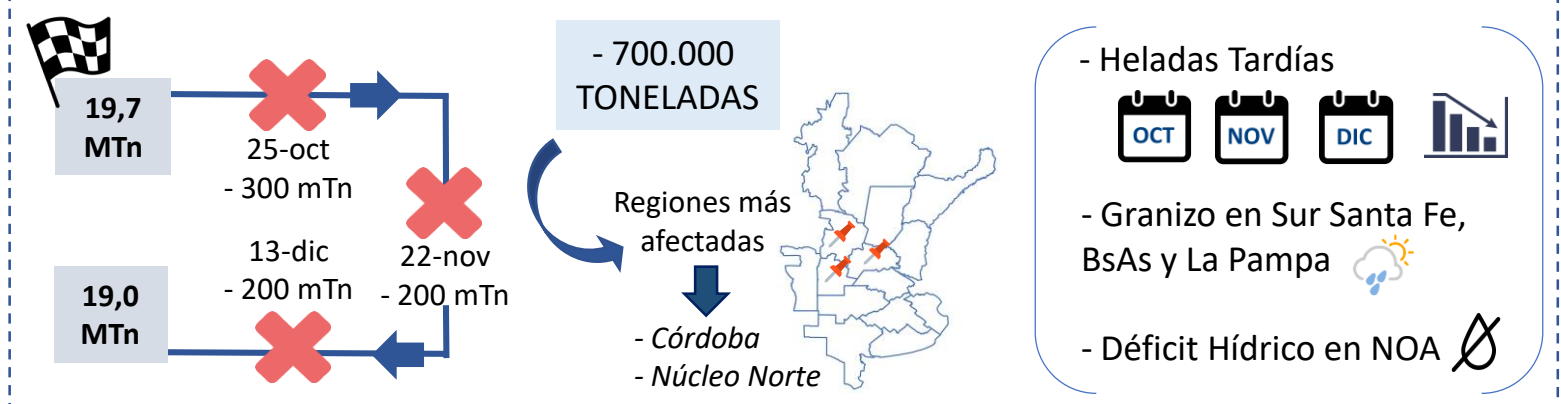 19,7
MTn
25-oct
- 300 mTn
22-nov
- 200 mTn
13-dic
- 200 mTn
19,0
MTn
- 700.000
TONELADAS
Regiones más
afectadas
- Córdoba
- Núcleo Norte
- Heladas Tardías
OCT
NOV
DIC
- Granizo en Sur Santa Fe,
BsAs y La Pampa
- Déficit Hídrico en NOA